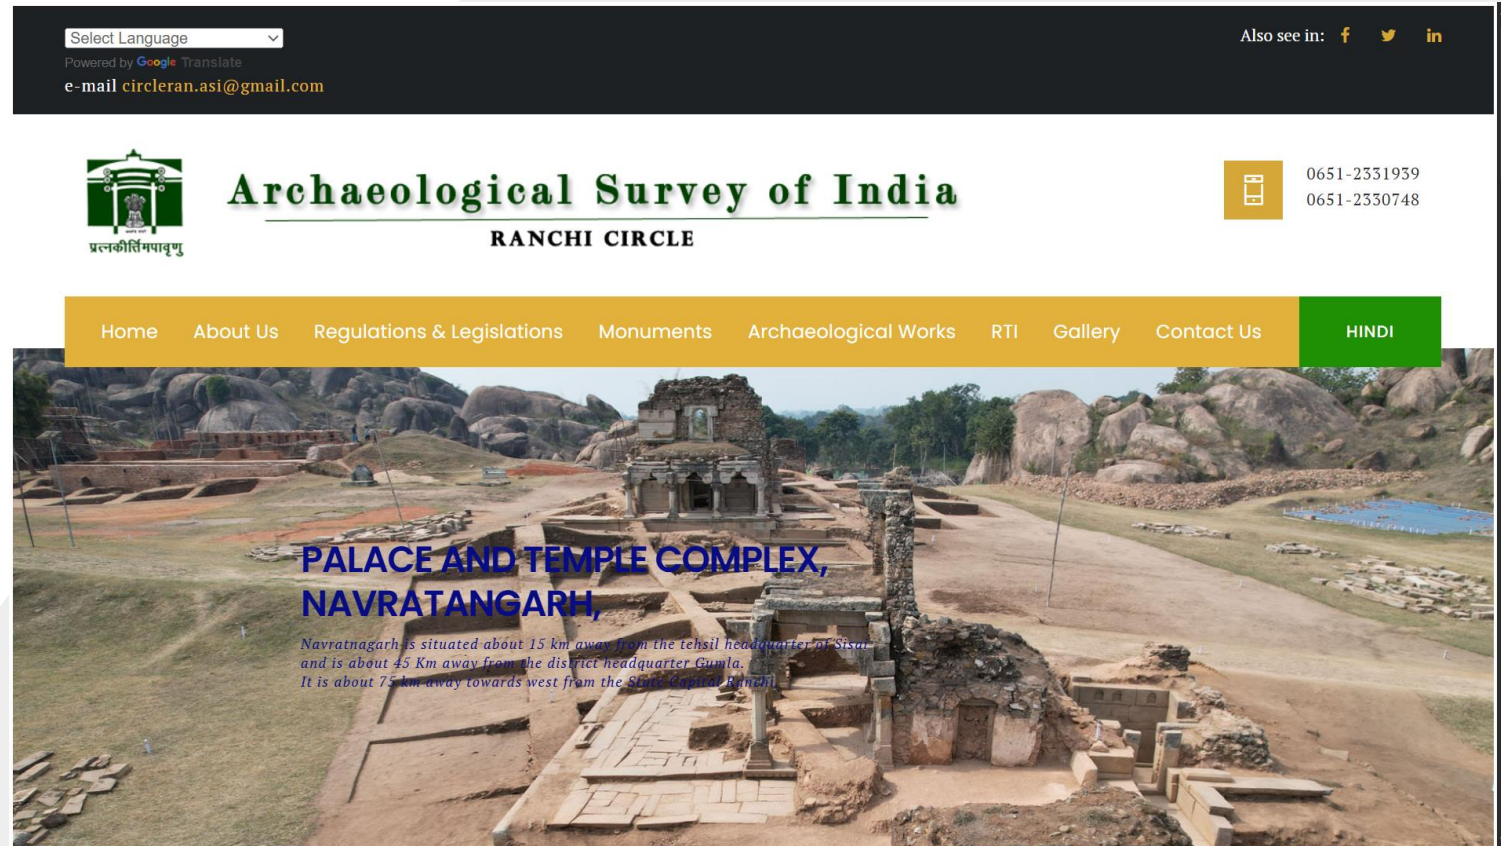 Select Language
Powered by Google Translate
e-mail circleran.asi@gmail.com
Also see in:
प्रत्नकीर्तिमपावृणु
Archaeological Survey of India
RANCHI CIRCLE
0651-2331939
0651-2330748
Home About Us Regulations & Legislations Monuments Archaeological Works RTI Gallery Contact Us HINDI
PALACE AND TEMPLE COMPLEX,
NAVRATANGARH,
Navratnagarh is situated about 15 km away from the tehsil headquarter of Sisai
and is about 45 Km away from the district headquarter Gumla.
It is about 75 km away towards west from the State Capital Ranchi.